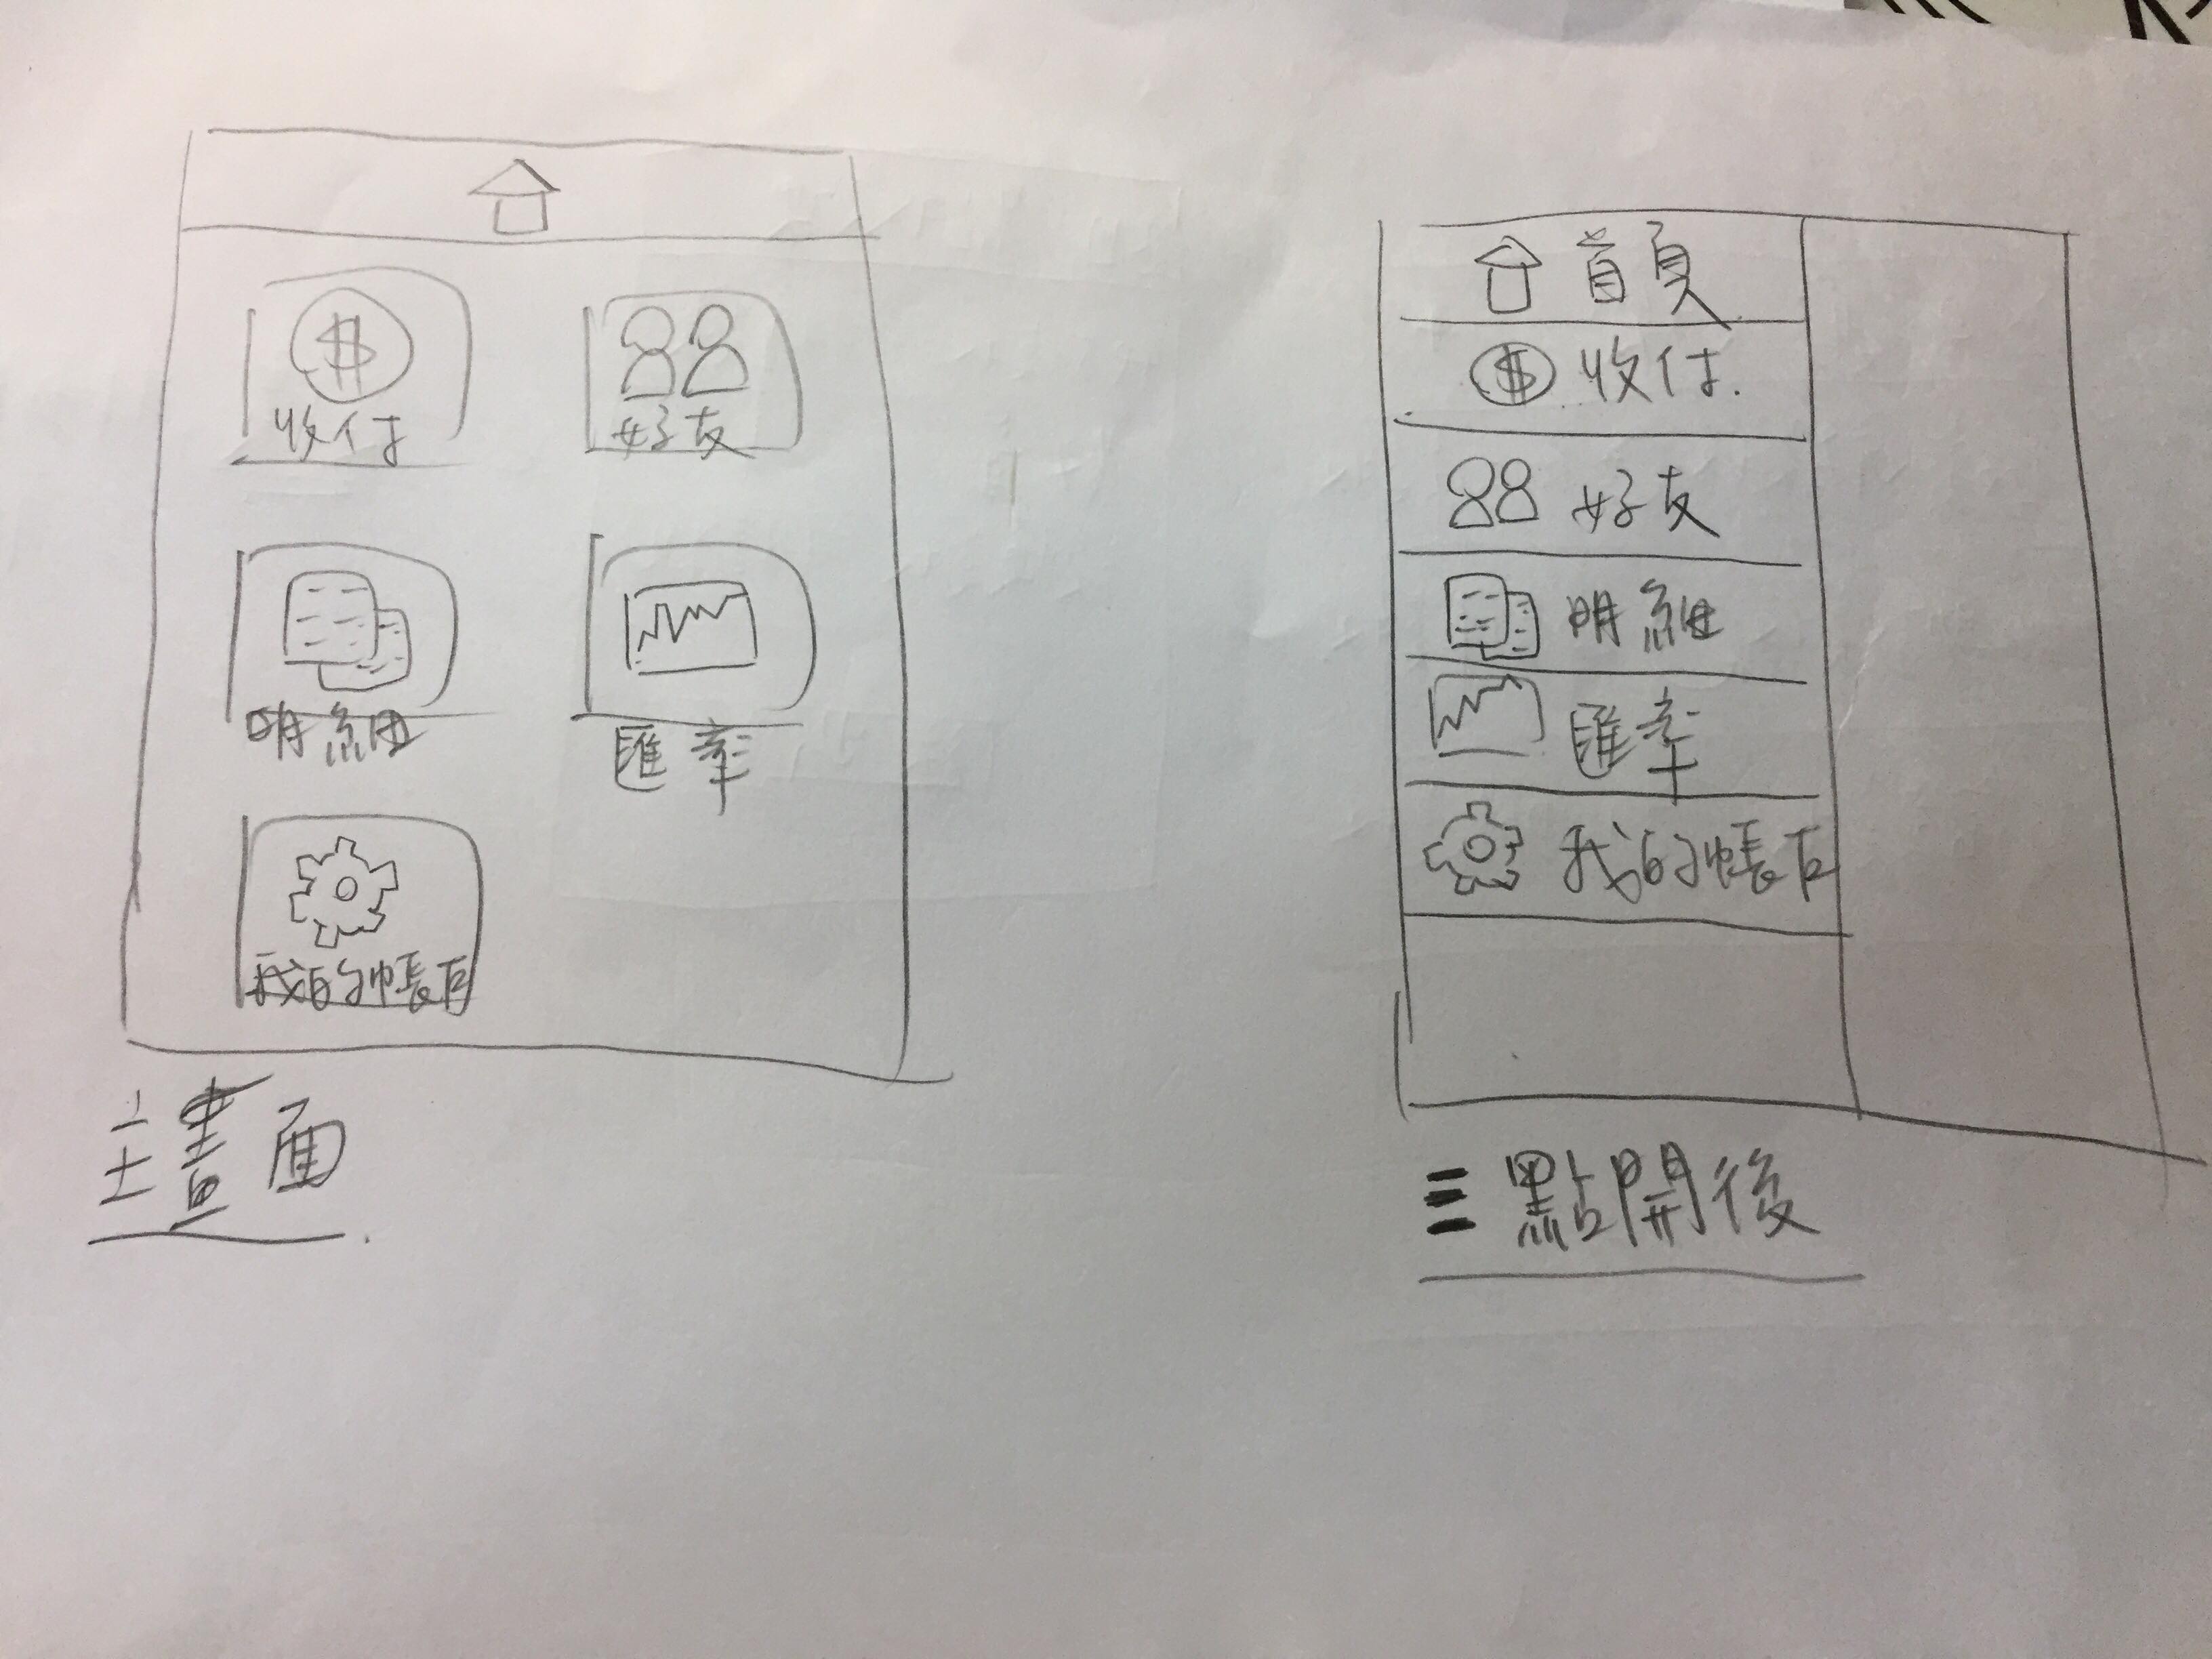 $
收付
好友
明細
匯率
我的帳戶
主畫面
首頁
$ 收付
好友
明細
匯率
我的帳戶
三 點開後